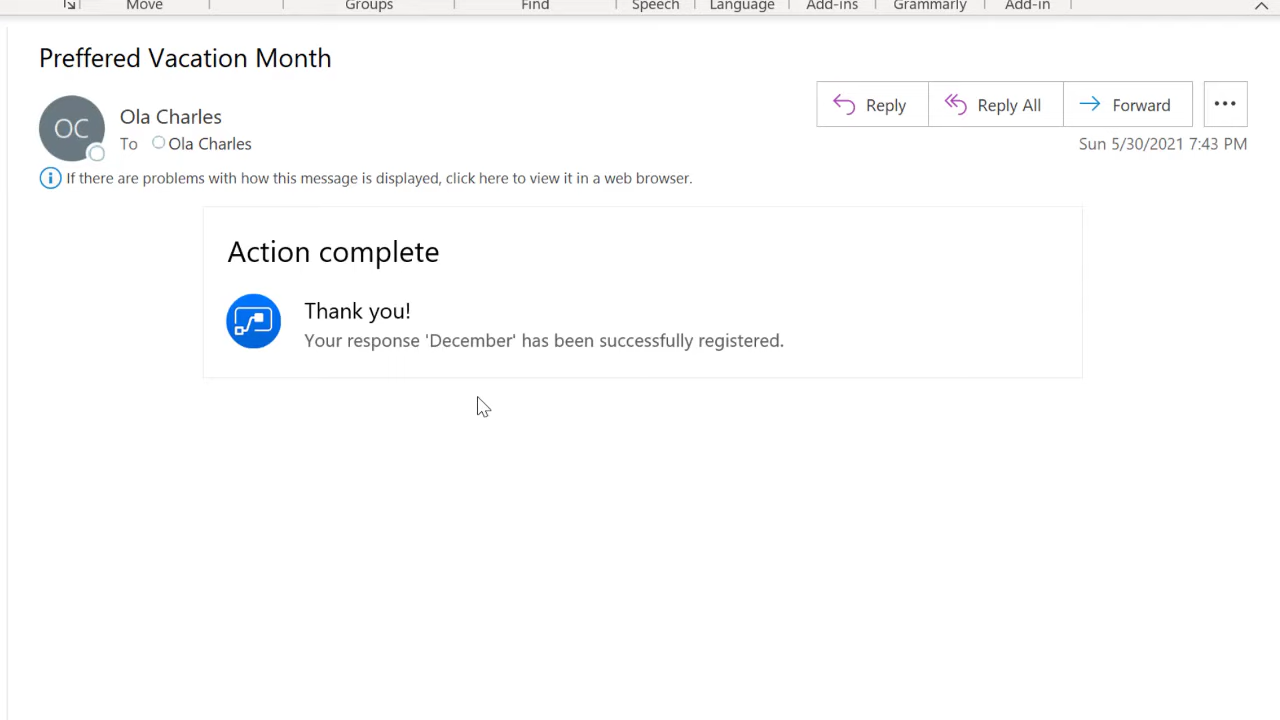 Move Groups Find Speech Language Add-ins Grammarly Add-in
Preffered Vacation Month
OC
Ola Charles
To Ola Charles
Reply Reply All Forward
Sun 5/30/2021 7:43 PM
If there are problems with how this message is displayed, click here to view it in a web browser.
Action complete
Thank you!
Your response 'December' has been successfully registered.